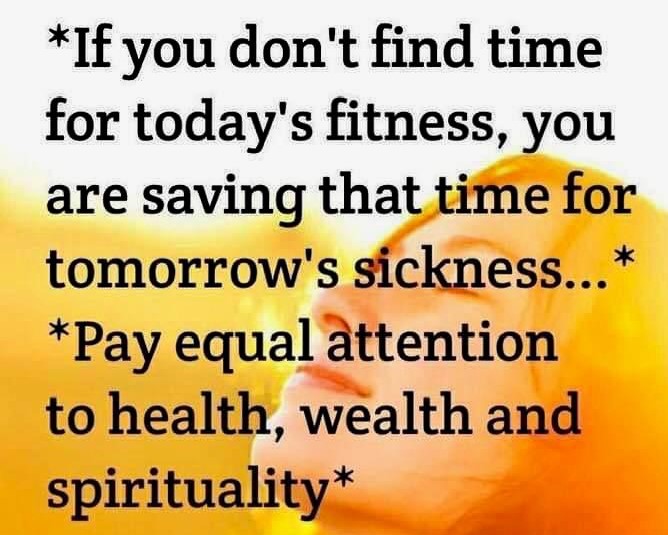 *If you don't find time
for today's fitness, you
are saving that time for
tomorrow's sickness...*
*Pay equal attention
to health, wealth and
spirituality*